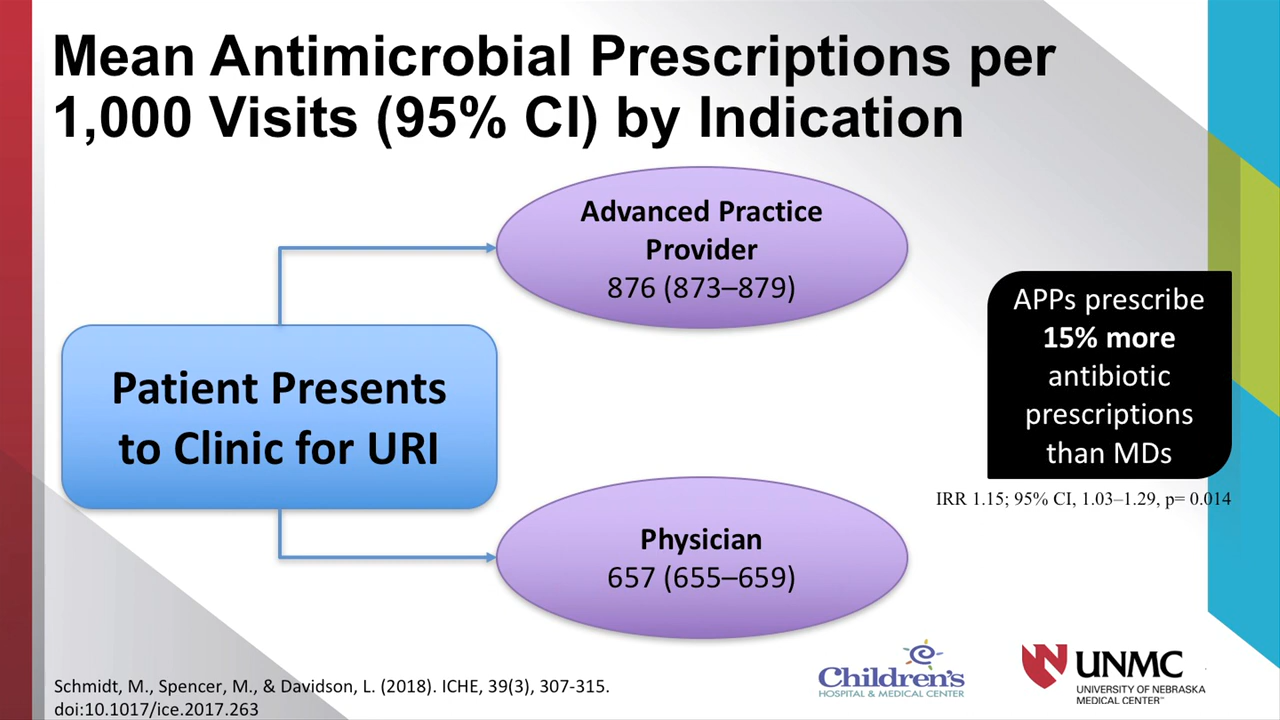 Mean Antimicrobial Prescriptions per
1,000 Visits (95% CI) by Indication
Advanced Practice
Provider
876 (873–879)
Patient Presents
to Clinic for URI
APPs prescribe
15% more
antibiotic
prescriptions
than MDs
IRR 1.15; 95% CI, 1.03–1.29, p= 0.014
Physician
657 (655–659)
Schmidt, M., Spencer, M., & Davidson, L. (2018). ICHE, 39(3), 307-315.
doi:10.1017/ice.2017.263
Children's
HOSPITAL & MEDICAL CENTER
UNMC
UNIVERSITY OF NEBRASKA
MEDICAL CENTER